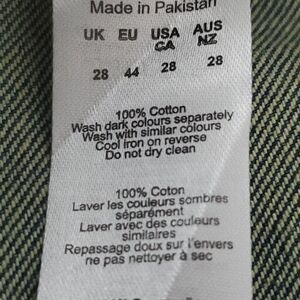 Made in Pakistan
UK EU USA CA AUS NZ
28 44 28 28
100% Cotton
Wash dark colours separately
Wash with similar colours
Cool iron on reverse
Do not dry clean
100% Coton
Laver les couleurs sombres
séparément
Laver avec des couleurs
similaires
Repassage doux sur l'envers
ne pas nettoyer à sec